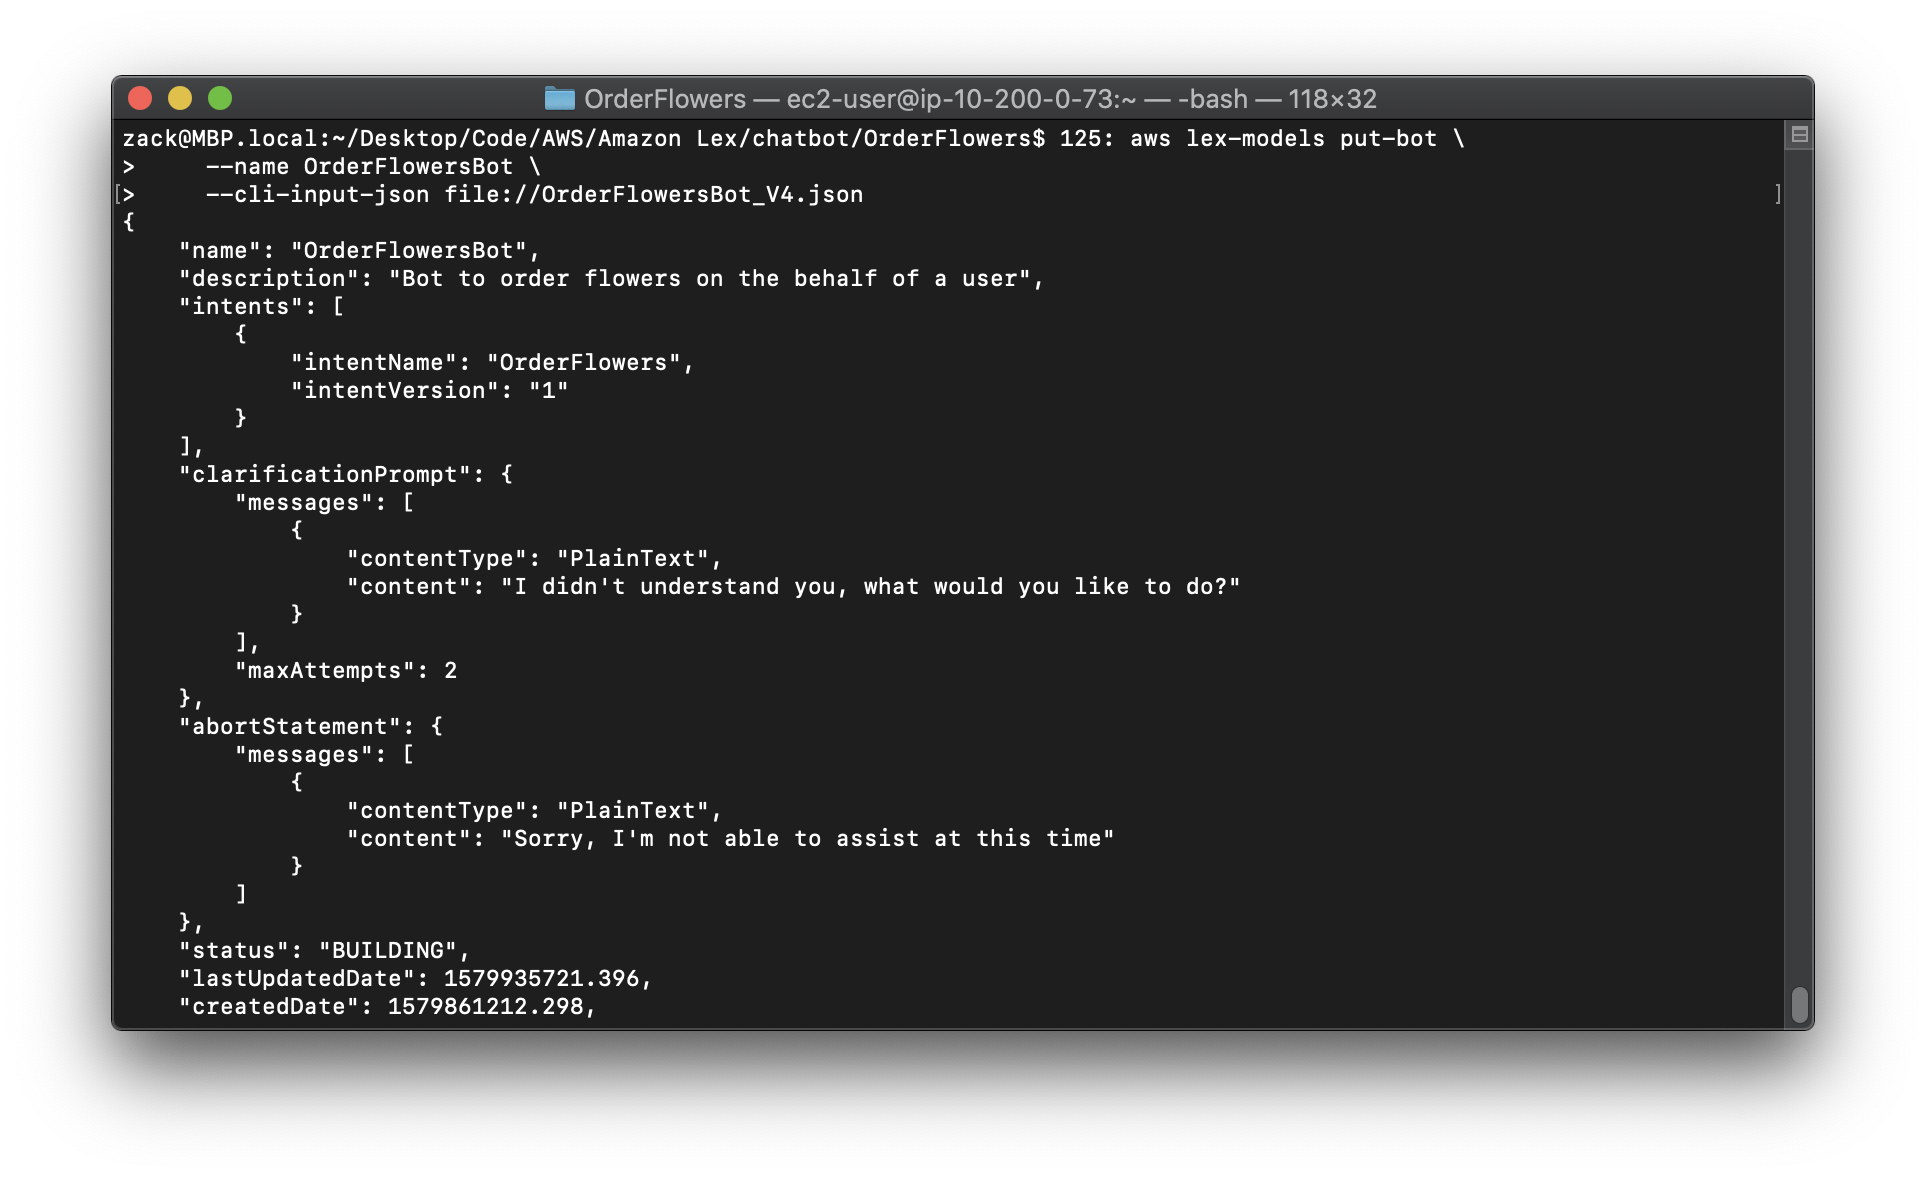 OrderFlowers — ec2-user@ip-10-200-0-73:~ — -bash — 118×32
zack@MBP.local:~/Desktop/Code/AWS/Amazon Lex/chatbot/OrderFlowers$ 125: aws lex-models put-bot \
>     --name OrderFlowersBot \
[>     --cli-input-json file://OrderFlowersBot_V4.json ]
{
    "name": "OrderFlowersBot",
    "description": "Bot to order flowers on the behalf of a user",
    "intents": [
        {
            "intentName": "OrderFlowers",
            "intentVersion": "1"
        }
    ],
    "clarificationPrompt": {
        "messages": [
            {
                "contentType": "PlainText",
                "content": "I didn't understand you, what would you like to do?"
            }
        ],
        "maxAttempts": 2
    },
    "abortStatement": {
        "messages": [
            {
                "contentType": "PlainText",
                "content": "Sorry, I'm not able to assist at this time"
            }
        ]
    },
    "status": "BUILDING",
    "lastUpdatedDate": 1579935721.396,
    "createdDate": 1579861212.298,